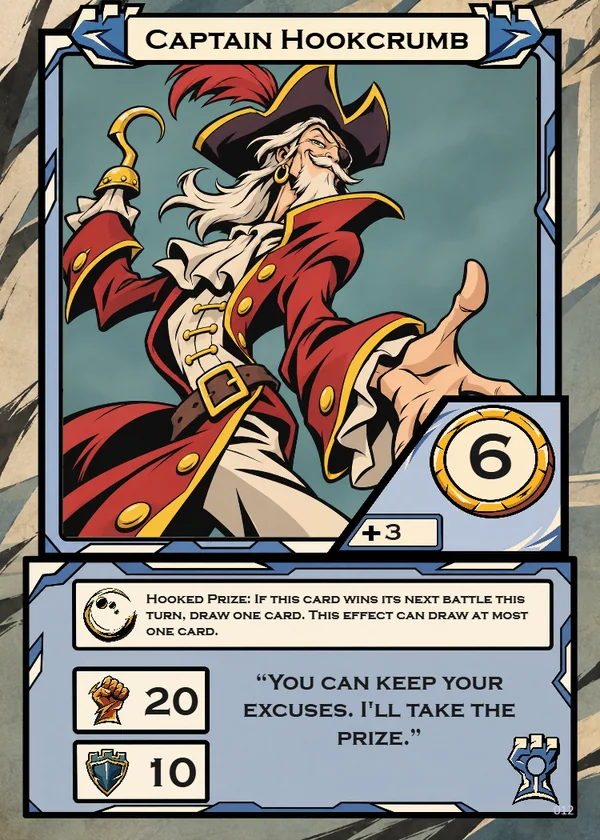 Captain Hookcrumb
6
+3
Hooked Prize: If this card wins its next battle this
turn, draw one card. This effect can draw at most
one card.
20
10
“You can keep your
excuses. I'll take the
prize.”
012